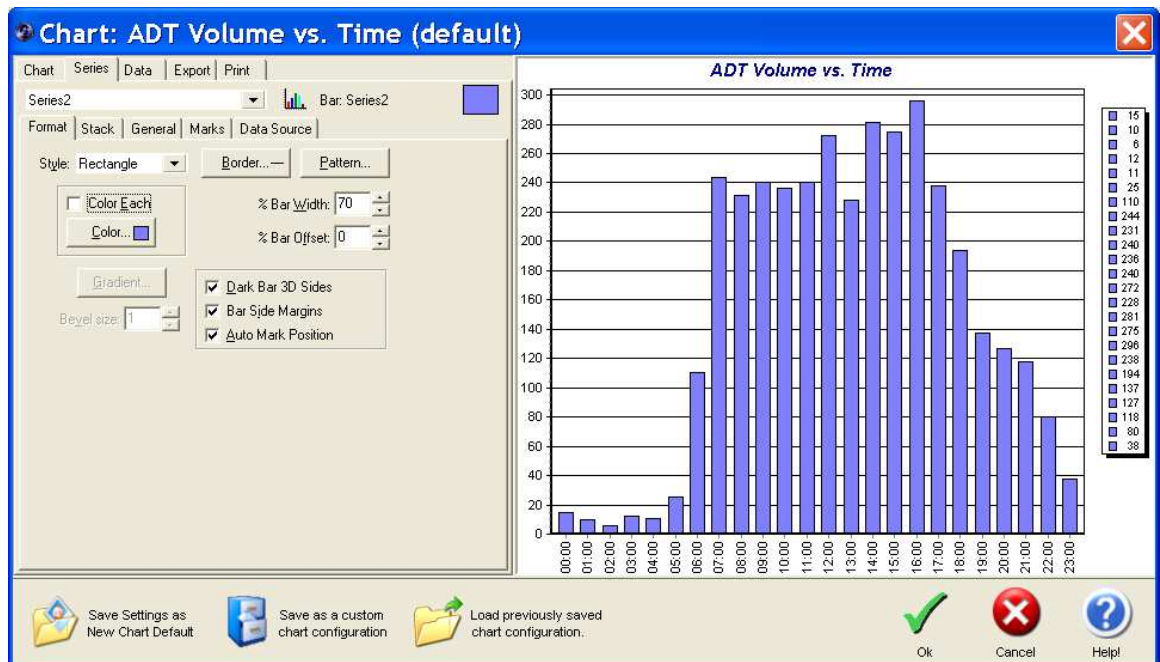 Chart: ADT Volume vs. Time (default)
Chart Series Data Export Print
Series2
Bar: Series2
Format Stack General Marks Data Source
Style: Rectangle
Border...
Pattern...
Color Each
Color...
% Bar Width: 70
% Bar Offset: 0
Gradient...
Bevel size: 1
Dark Bar 3D Sides
Bar Side Margins
Auto Mark Position
ADT Volume vs. Time
300
280
260
240
220
200
180
160
140
120
100
80
60
40
20
0
00:00
01:00
02:00
03:00
04:00
05:00
06:00
07:00
08:00
09:00
10:00
11:00
12:00
13:00
14:00
15:00
16:00
17:00
18:00
19:00
20:00
21:00
22:00
23:00
15
10
6
12
11
25
110
244
231
240
236
240
272
228
281
275
296
238
194
137
127
118
80
38
Save Settings as
New Chart Default
Save as a custom
chart configuration
Load previously saved
chart configuration.
Ok
Cancel
Help!